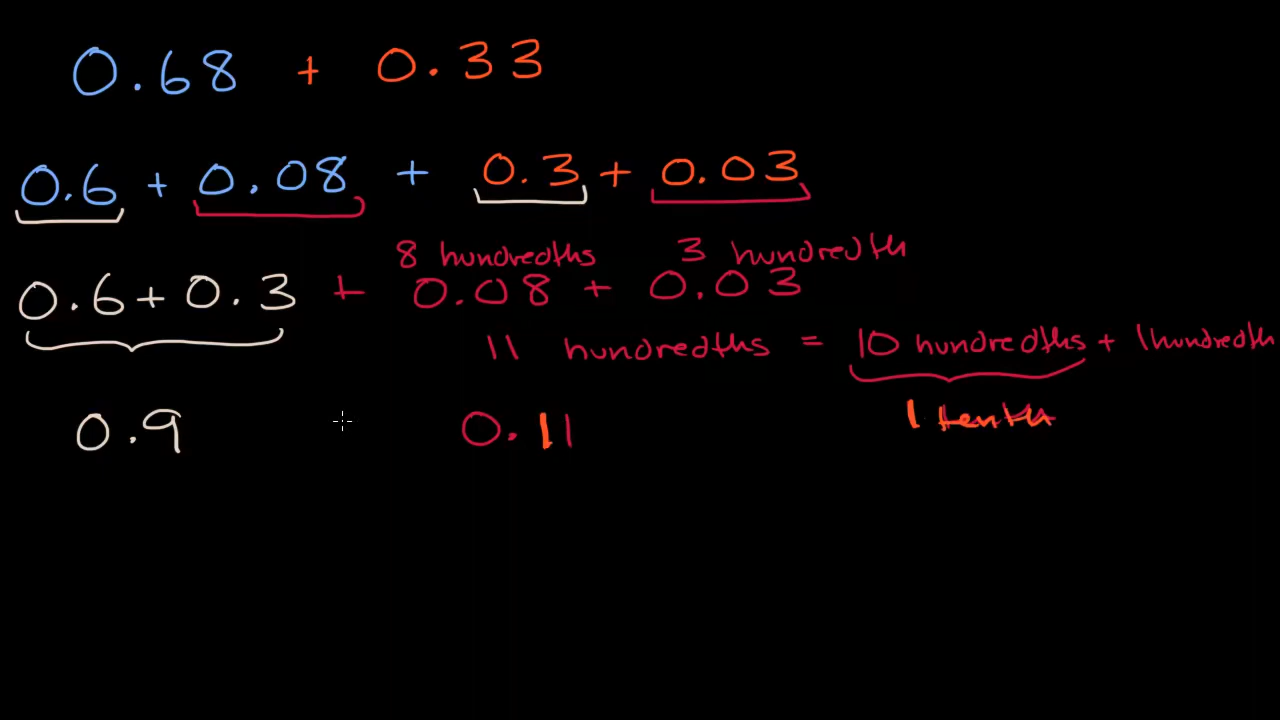 0.68 + 0.33
0.6 + 0.08 + 0.3 + 0.03
8 hundredths 3 hundredth
0.6 + 0.3 + 0.08 + 0.03
11 hundredths = 10 hundredths + 1 hundredth
1 tenth
0.9 0.11